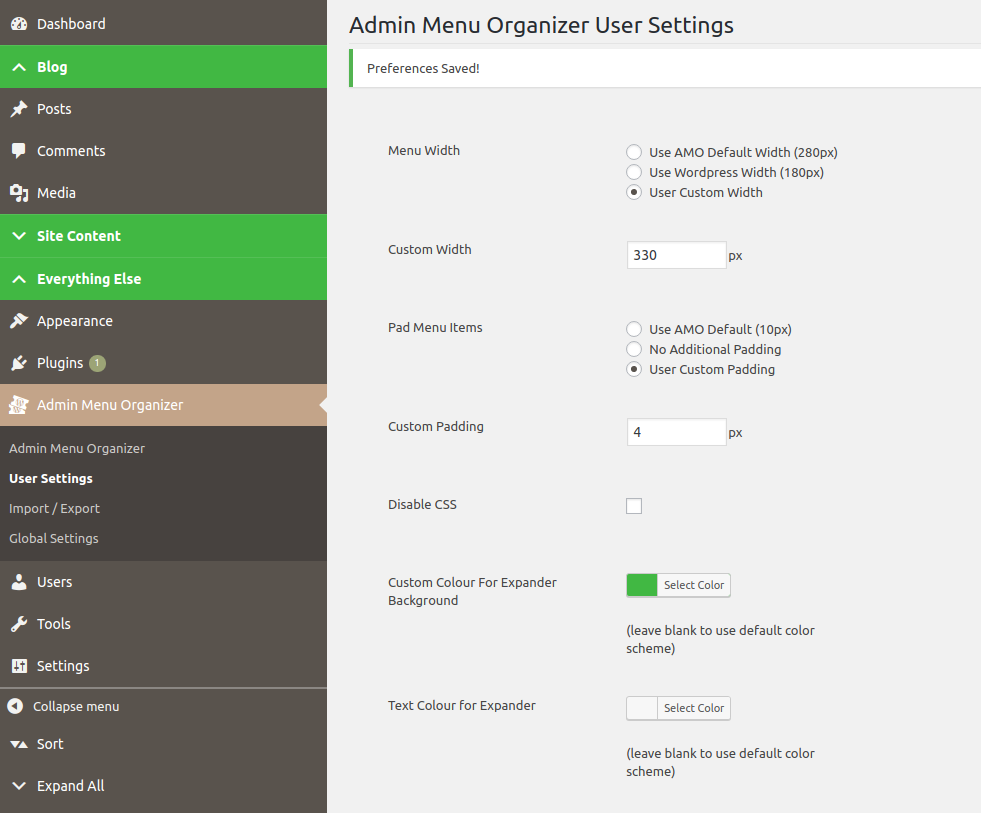 Dashboard
Blog
Posts
Comments
Media
Site Content
Everything Else
Appearance
Plugins 1
Admin Menu Organizer
Admin Menu Organizer
User Settings
Import / Export
Global Settings
Users
Tools
Settings
Collapse menu
Sort
Expand All
Admin Menu Organizer User Settings
Preferences Saved!
Menu Width
Use AMO Default Width (280px)
Use Wordpress Width (180px)
User Custom Width
Custom Width
330 px
Pad Menu Items
Use AMO Default (10px)
No Additional Padding
User Custom Padding
Custom Padding
4 px
Disable CSS
Custom Colour For Expander
Background
Select Color
(leave blank to use default color
scheme)
Text Colour for Expander
Select Color
(leave blank to use default color
scheme)